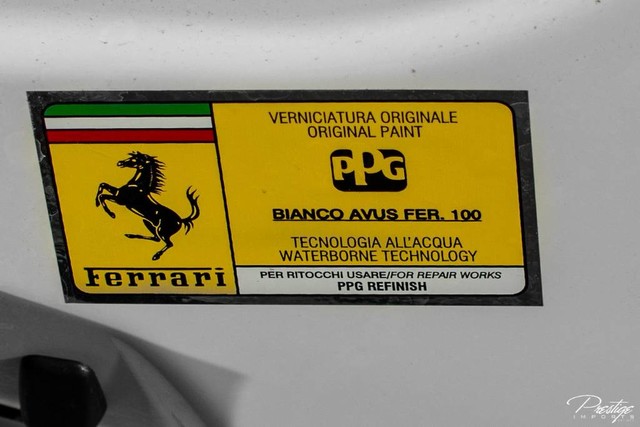 VERNICIATURA ORIGINALE
ORIGINAL PAINT
PPG
BIANCO AVUS FER. 100
TECNOLOGIA ALL'ACQUA
WATERBORNE TECHNOLOGY
Ferrari
PER RITOCCHI USARE/FOR REPAIR WORKS
PPG REFINISH
Prestige
IMPORTS